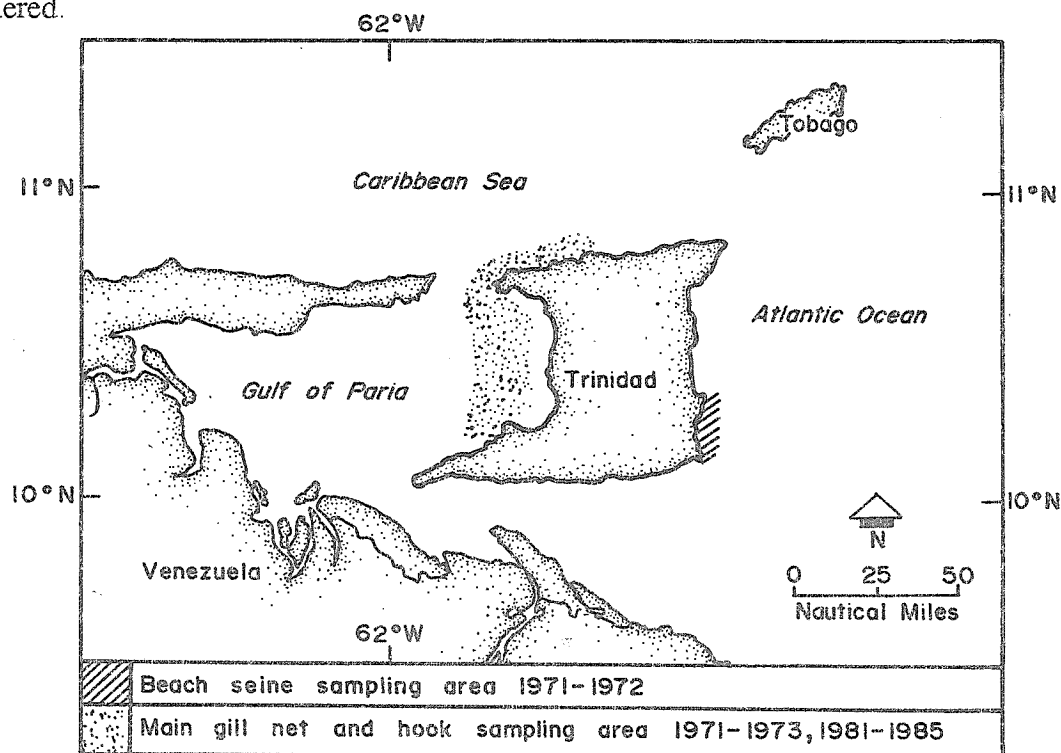 62°W
Tobago
11°N
Caribbean Sea
11°N
Atlantic Ocean
Trinidad
Gulf of Paria
10°N
10°N
N
Venezuela
0 25 50
Nautical Miles
62°W
Beach seine sampling area 1971-1972
Main gill net and hook sampling area 1971-1973, 1981-1985